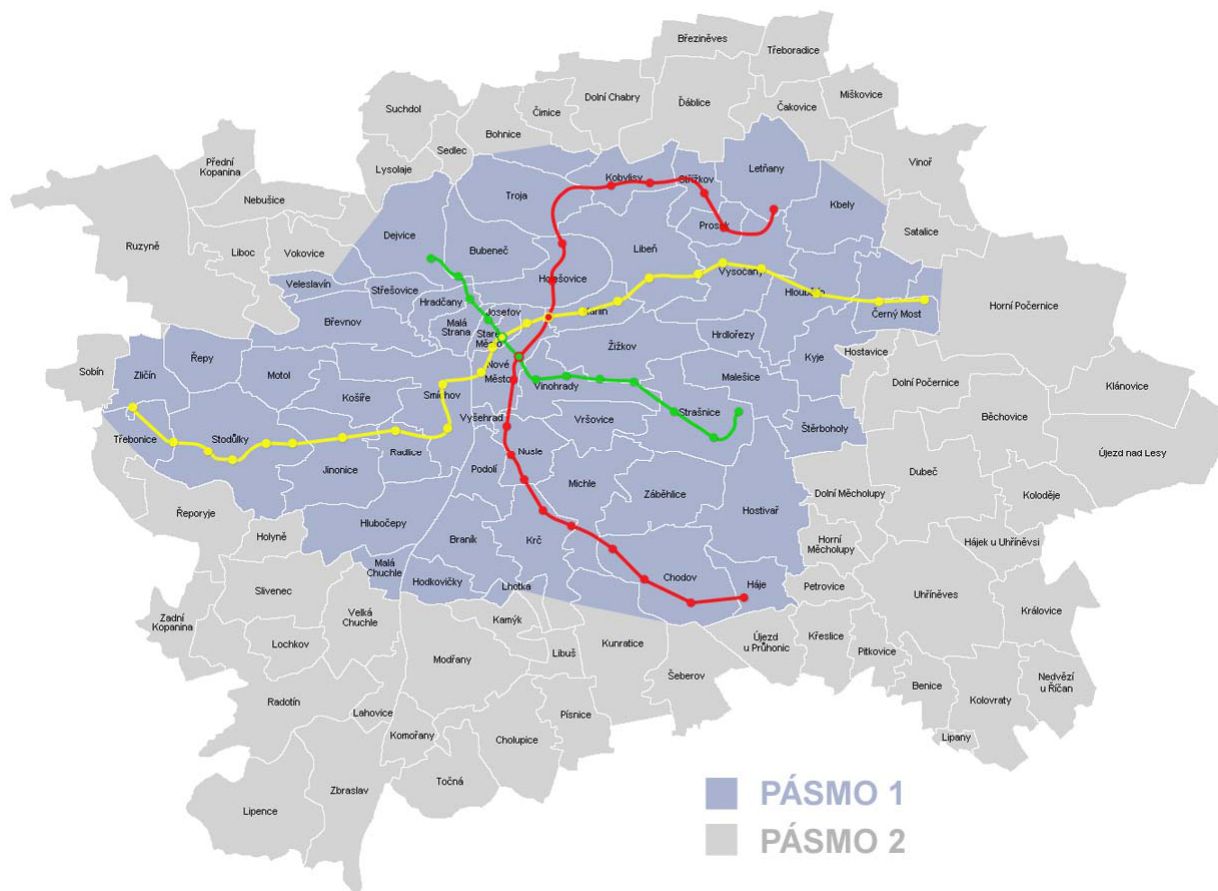 Březiněves
Třeboradice
Dolní Chabry
Ďáblice
Miškovice
Suchdol
Čimice
Čakovice
Bohnice
Sedlec
Přední
Kopanina
Lysolaje
Letňany
Vinoř
Kobylisy
Střížkov
Troja
Nebušice
Kbely
Dejvice
Prosek
Satalice
Ruzyně
Liboc
Vokovice
Bubeneč
Libeň
Vysočany
Holešovice
Veleslavín
Střešovice
Hloubětín
Hradčany
Horní Počernice
Josefov
Karlín
Černý Most
Břevnov
Malá
Strana
Staré
Město
Hrdlořezy
Žižkov
Hostavice
Řepy
Kyje
Nové
Město
Sobín
Zličín
Motol
Malešice
Dolní Počernice
Klánovice
Vinohrady
Košíře
Smíchov
Strašnice
Běchovice
Vyšehrad
Vršovice
Štěrboholy
Třebonice
Stodůlky
Radlice
Nusle
Újezd nad Lesy
Jinonice
Podolí
Dubeč
Michle
Záběhlice
Dolní Měcholupy
Koloděje
Řeporyje
Hostivař
Hlubočepy
Holyně
Braník
Krč
Horní
Měcholupy
Hájek u Uhříněvsi
Malá
Chuchle
Hodkovičky
Lhotka
Chodov
Háje
Petrovice
Slivenec
Uhříněves
Královice
Zadní
Kopanina
Velká
Chuchle
Kamýk
Lochkov
Kunratice
Újezd
u Průhonic
Křeslice
Pitkovice
Libuš
Modřany
Šeberov
Nedvězí
u Říčan
Benice
Radotín
Kolovraty
Lahovice
Písnice
Komořany
Cholupice
Lipany
Točná
Zbraslav
Lipence
PÁSMO 1
PÁSMO 2